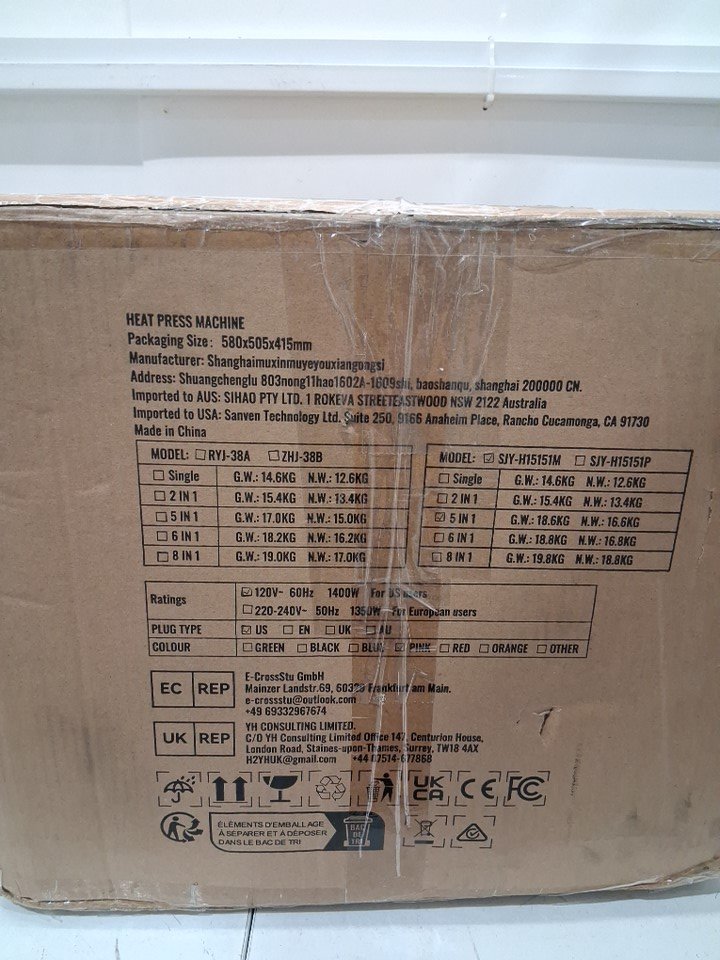 HEAT PRESS MACHINE
Packaging Size: 580x505x415mm
Manufacturer: Shanghaimuxinmuyeyouxiangongsi
Address: Shuangchenglu 803nong11hao1602A-1609shi, baoshanqu, shanghai 200000 CN.
Imported to AUS: SIHAO PTY LTD. 1 ROKEVA STREETEASTWOOD NSW 2122 Australia
Imported to USA: Sanven Technology Ltd. Suite 250, 9166 Anaheim Place, Rancho Cucamonga, CA 91730
Made in China
MODEL: ☐RYJ-38A ☐ZHJ-38B
☐ Single G.W.: 14.6KG N.W.: 12.6KG
☐ 2 IN 1 G.W.: 15.4KG N.W.: 13.4KG
☐ 5 IN 1 G.W.: 17.0KG N.W.: 15.0KG
☐ 6 IN 1 G.W.: 18.2KG N.W.: 16.2KG
☐ 8 IN 1 G.W.: 19.0KG N.W.: 17.0KG
MODEL: ☑ SJY-H15151M ☐ SJY-H15151P
☐ Single G.W.: 14.6KG N.W.: 12.6KG
☐ 2 IN 1 G.W.: 15.4KG N.W.: 13.4KG
☑ 5 IN 1 G.W.: 18.6KG N.W.: 16.6KG
☐ 6 IN 1 G.W.: 18.8KG N.W.: 16.8KG
☐ 8 IN 1 G.W.: 19.8KG N.W.: 18.8KG
Ratings ☑120V~ 60Hz 1400W For US users
☐220-240V~ 50Hz 1350W For European users
PLUG TYPE ☑ US ☐ EN ☐ UK ☐ AU
COLOUR ☐GREEN ☐BLACK ☐BLUE ☑PINK ☐RED ☐ORANGE ☐OTHER
EC REP
E-CrossStu GmbH
Mainzer Landstr.69, 60329 Frankfurt am Main.
e-crossstu@outlook.com
+49 69332967674
UK REP
YH CONSULTING LIMITED.
C/O YH Consulting Limited Office 147, Centurion House,
London Road, Staines-upon-Thames, Surrey, TW18 4AX
H2YHUK@gmail.com +44 07514-677868
UK CA CE FC
ÉLÉMENTS D'EMBALLAGE
À SÉPARER ET À DÉPOSER
DANS LE BAC DE TRI
BAC
DE
TRI